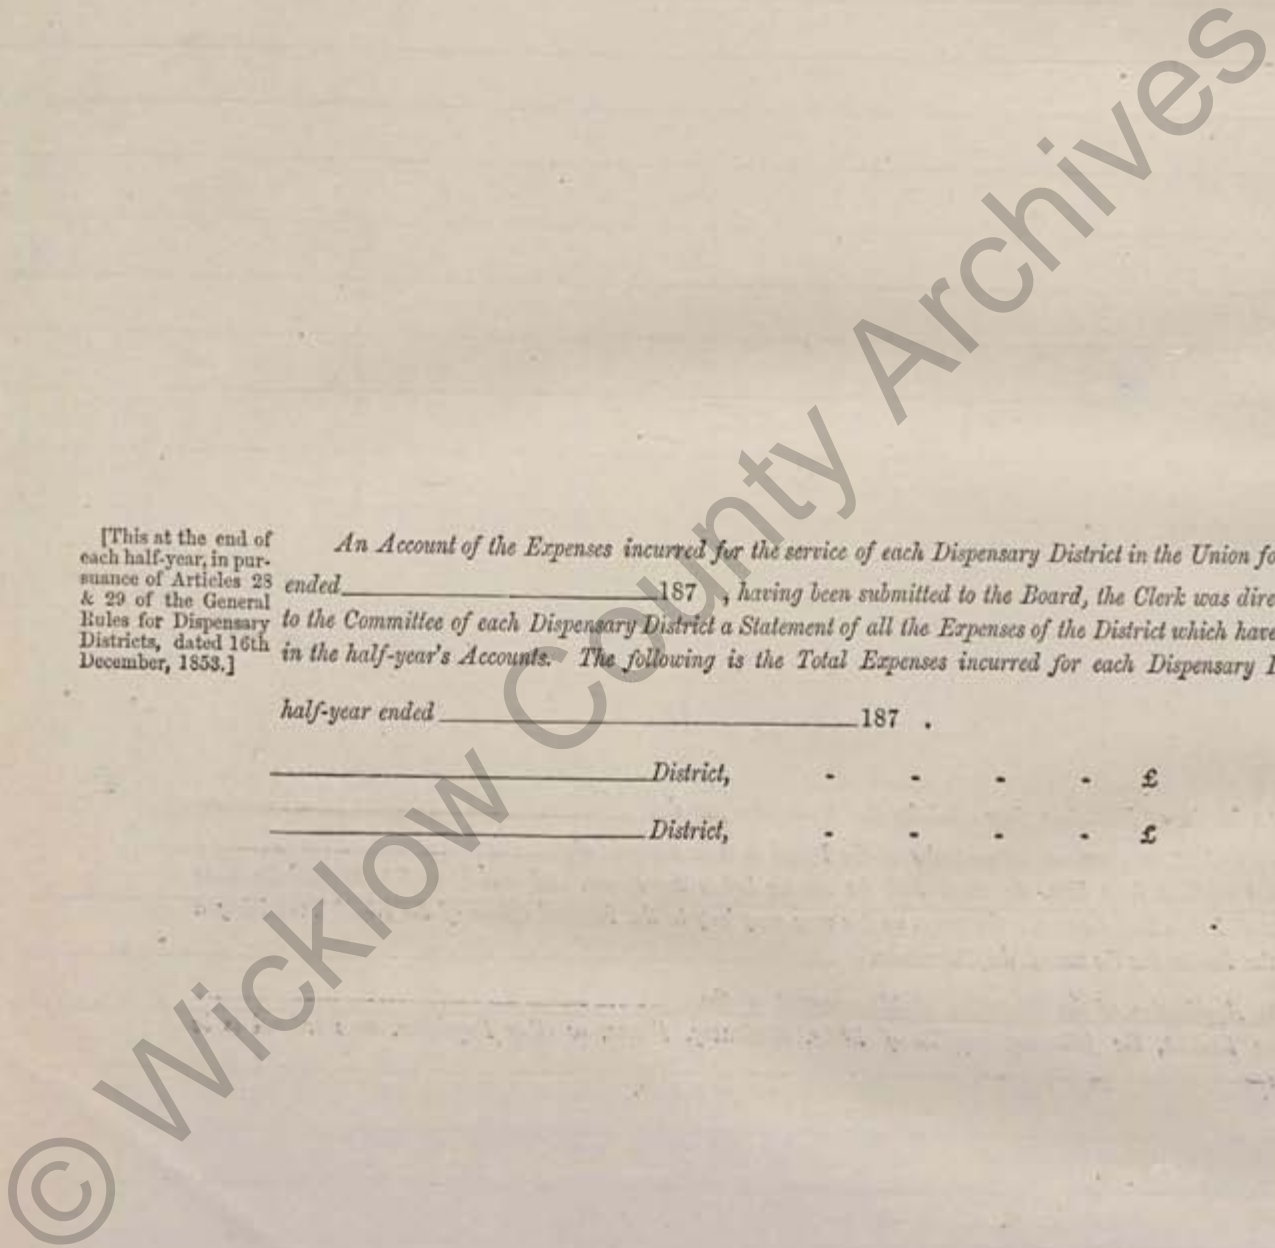 [This at the end of
each half-year, in pur-
suance of Articles 28
& 29 of the General
Rules for Dispensary
Districts, dated 16th
December, 1853.]
An Account of the Expenses incurred for the service of each Dispensary District in the Union fo
ended 187 , having been submitted to the Board, the Clerk was dire
to the Committee of each Dispensary District a Statement of all the Expenses of the District which have
in the half-year's Accounts. The following is the Total Expenses incurred for each Dispensary
half-year ended 187 .
District, - - - - £
District, - - - - £
© Wicklow County Archives